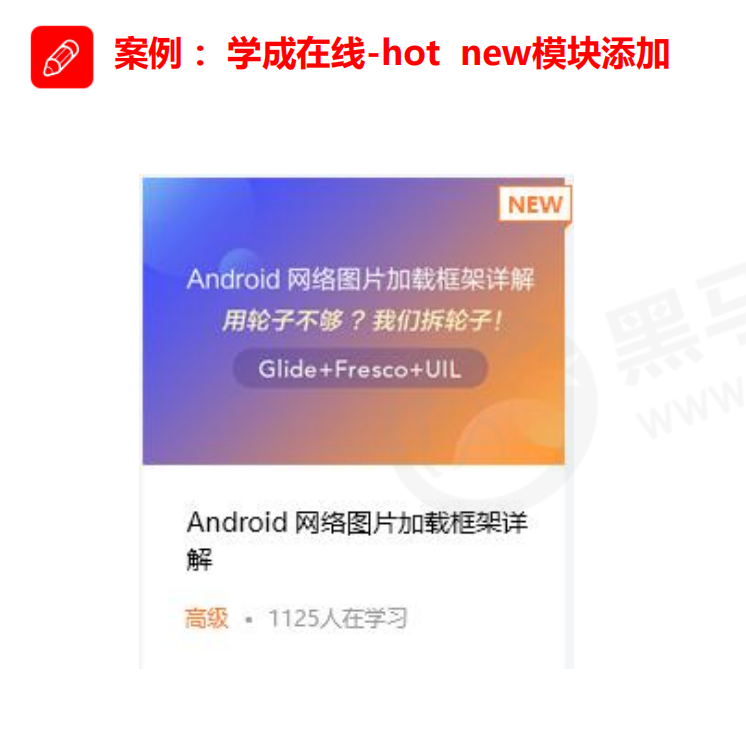 案例： 学成在线-hot new模块添加
NEW
Android 网络图片加载框架详解
用轮子不够？我们拆轮子！
Glide+Fresco+UIL
黑马
www
Android 网络图片加载框架详
解
高级 • 1125人在学习